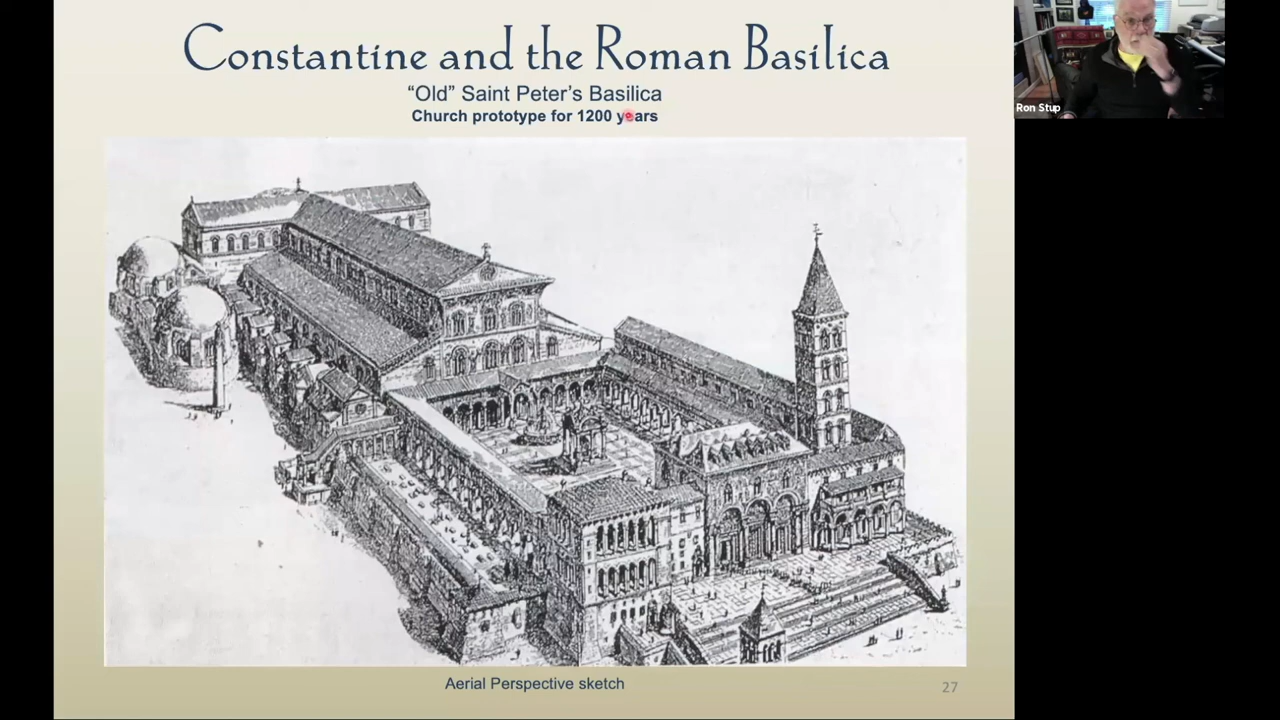 Constantine and the Roman Basilica
“Old” Saint Peter’s Basilica
Church prototype for 1200 years
Ron Stup
Aerial Perspective sketch
27